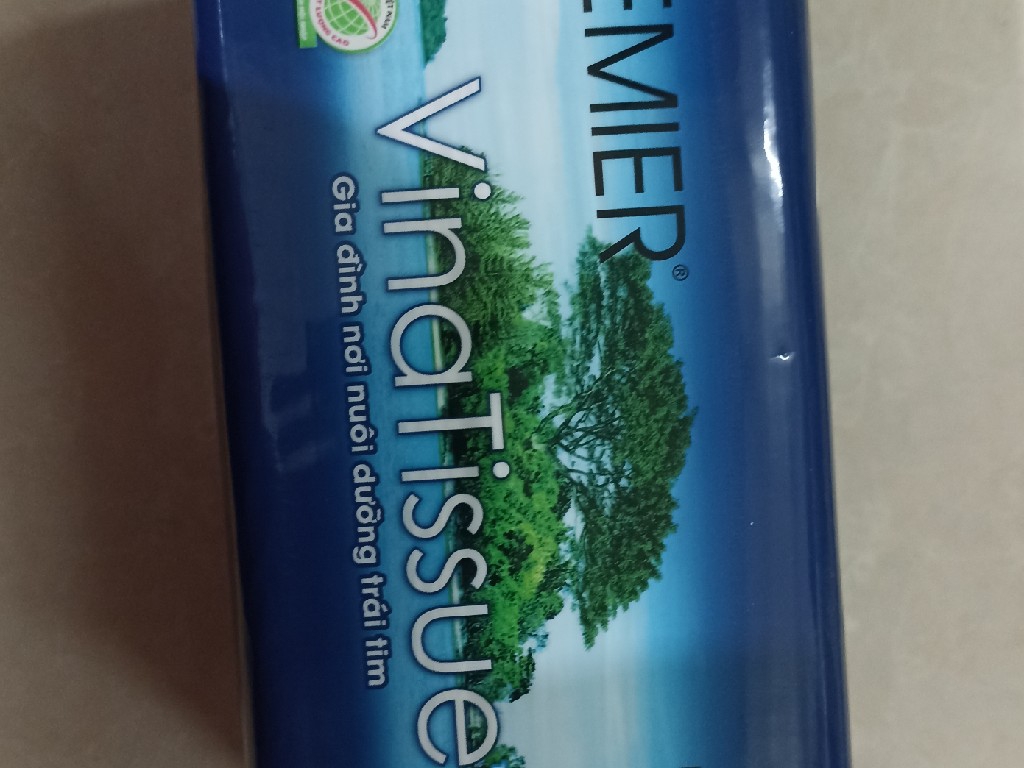 EMIER®
VinaTissue
Gia đình nơi nuôi dưỡng trái tim